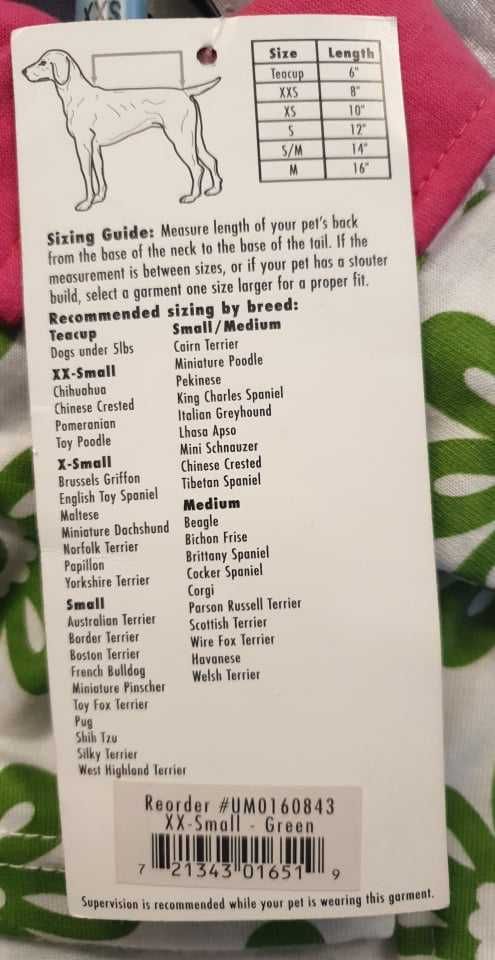 XXS
Size Length
Teacup 6"
XXS 8"
XS 10"
S 12"
S/M 14"
M 16"
Sizing Guide: Measure length of your pet's back
from the base of the neck to the base of the tail. If the
measurement is between sizes, or if your pet has a stouter
build, select a garment one size larger for a proper fit.
Recommended sizing by breed:
Teacup
Dogs under 5lbs
XX-Small
Chihuahua
Chinese Crested
Pomeranian
Toy Poodle
X-Small
Brussels Griffon
English Toy Spaniel
Maltese
Miniature Dachshund
Norfolk Terrier
Papillon
Yorkshire Terrier
Small
Australian Terrier
Border Terrier
Boston Terrier
French Bulldog
Miniature Pinscher
Toy Fox Terrier
Pug
Shih Tzu
Silky Terrier
West Highland Terrier
Small/Medium
Cairn Terrier
Miniature Poodle
Pekinese
King Charles Spaniel
Italian Greyhound
Lhasa Apso
Mini Schnauzer
Chinese Crested
Tibetan Spaniel
Medium
Beagle
Bichon Frise
Brittany Spaniel
Cocker Spaniel
Corgi
Parson Russell Terrier
Scottish Terrier
Wire Fox Terrier
Havanese
Welsh Terrier
Reorder #UM0160843
XX-Small - Green
7 21343 01651 9
Supervision is recommended while your pet is wearing this garment.